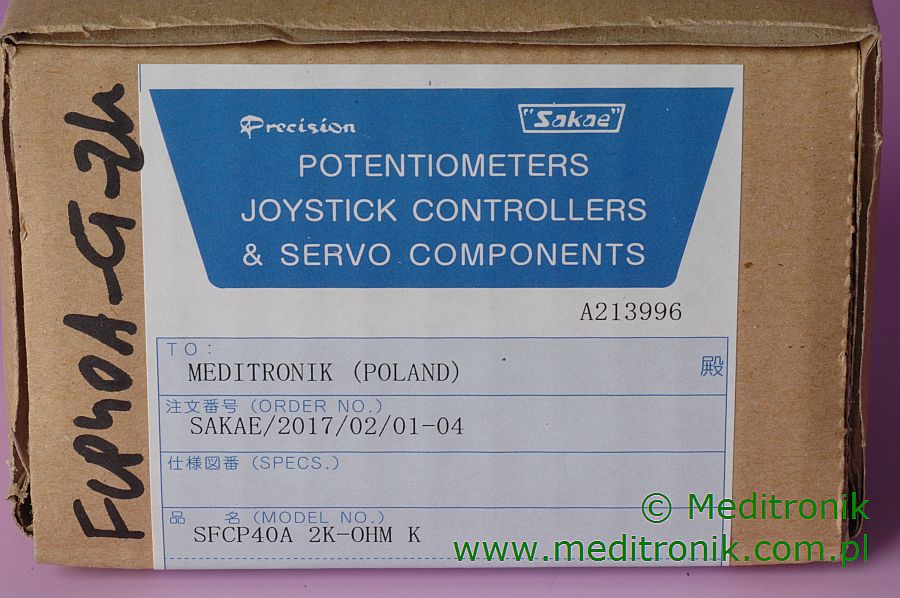 Precision
"Sakae"
POTENTIOMETERS
JOYSTICK CONTROLLERS
& SERVO COMPONENTS
A213996
TO:
MEDITRONIK (POLAND)
殿
注文番号 (ORDER NO.)
SAKAE/2017/02/01-04
仕様図番 (SPECS.)
品 名 (MODEL NO.)
SFCP40A 2K-OHM K
© Meditronik
www.meditronik.com.pl